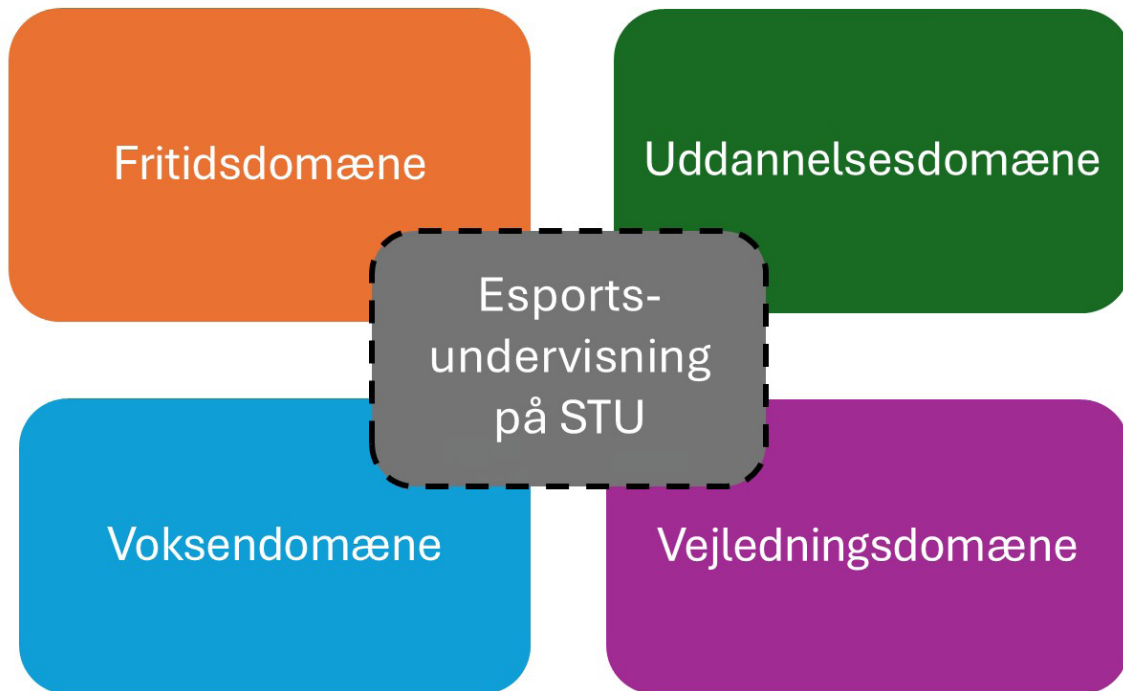 Fritidsdomæne
Uddannelsesdomæne
Esports-
undervisning
på STU
Voksendomæne
Vejledningsdomæne